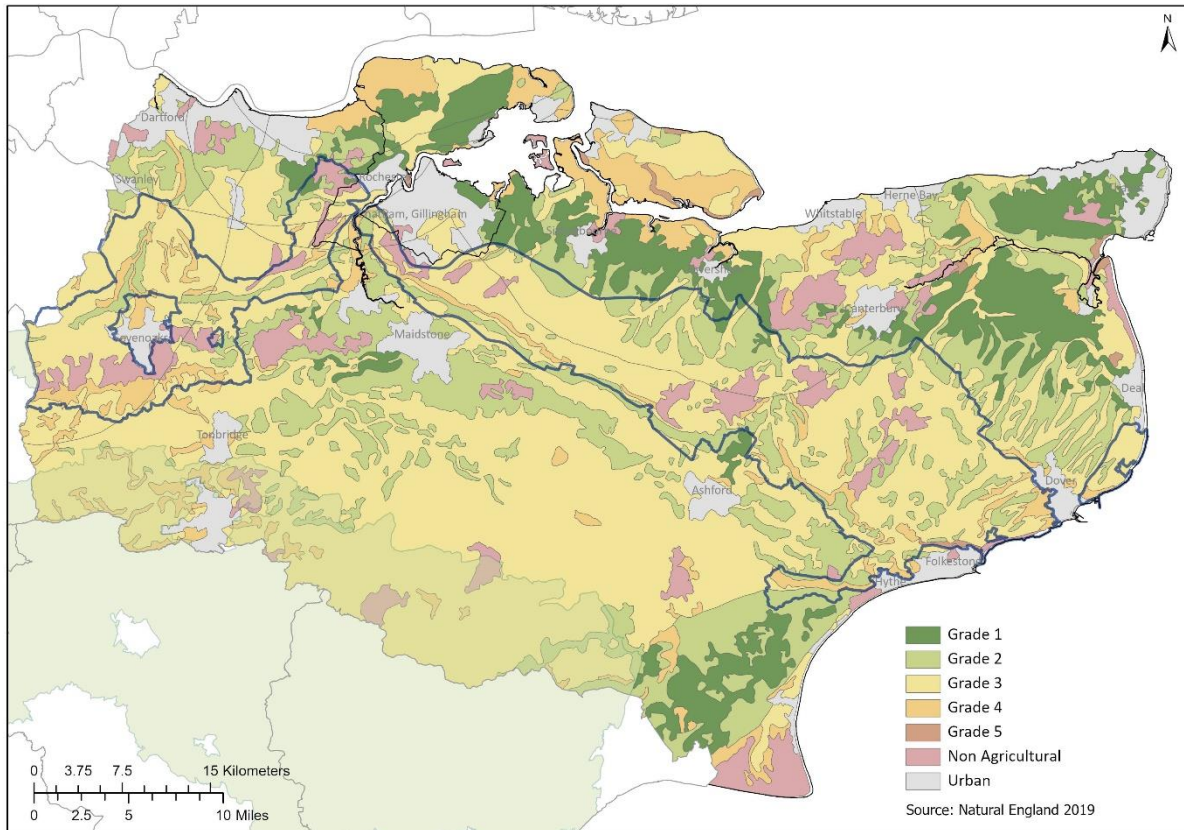 N
Dartford
Swanley
Rochester
Chatham, Gillingham
Herne Bay
Whitstable
Canterbury
Sevenoaks
Maidstone
Deal
Tonbridge
Ashford
Dover
Folkestone
Hythe
Grade 1
Grade 2
Grade 3
Grade 4
Grade 5
Non Agricultural
Urban
Source: Natural England 2019
0 3.75 7.5 15 Kilometers
0 2.5 5 10 Miles